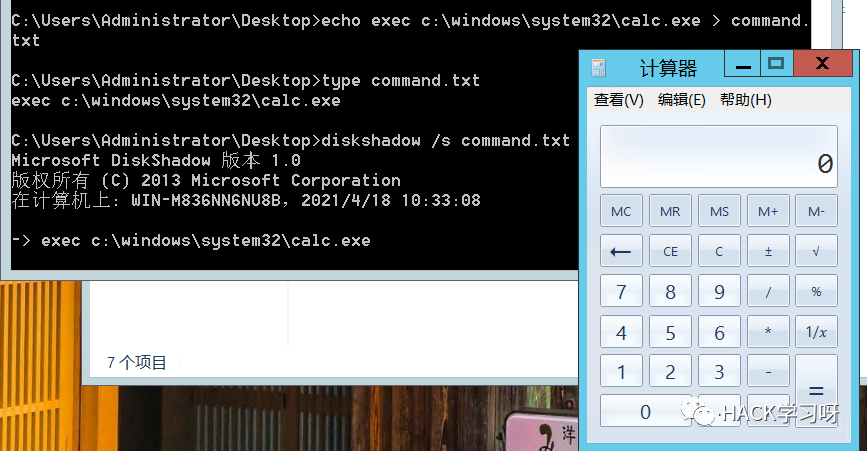 C:\Users\Administrator\Desktop>echo exec c:\windows\system32\calc.exe > command.
txt
C:\Users\Administrator\Desktop>type command.txt
exec c:\windows\system32\calc.exe
C:\Users\Administrator\Desktop>diskshadow /s command.txt
Microsoft DiskShadow 版本 1.0
版权所有 (C) 2013 Microsoft Corporation
在计算机上: WIN-M836NN6NU8B，2021/4/18 10:33:08
-> exec c:\windows\system32\calc.exe
7 个项目
洋
计算器
查看(V) 编辑(E) 帮助(H)
0
MC MR MS M+ M-
← CE C ± √
7 8 9 / %
4 5 6 * 1/x
1 2 3 - =
0
HACK学习呀